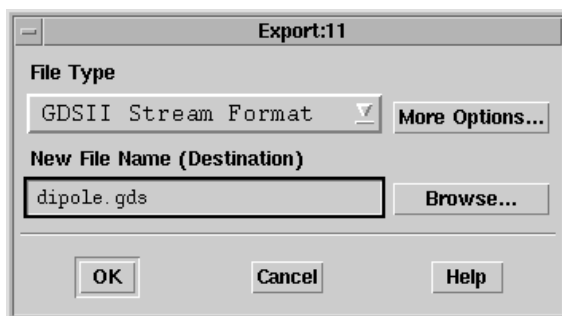 Export:11
File Type
GDSII Stream Format
More Options...
New File Name (Destination)
dipole.gds
Browse...
OK
Cancel
Help